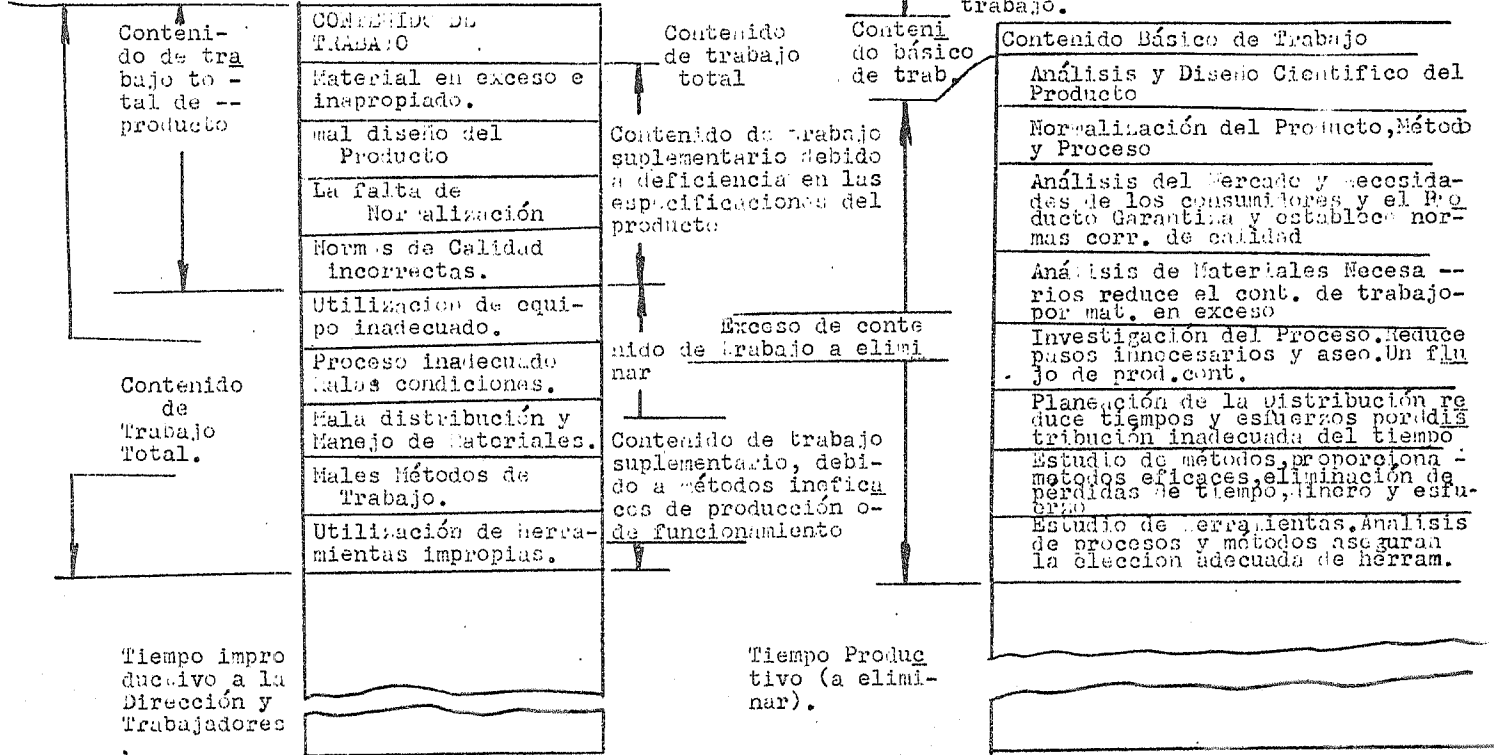 trabajo.
Conteni-
do de tra
bajo to -
tal de --
producto
Contenido
de
Trabajo
Total.
Tiempo impro
ductivo a la
Dirección y
Trabajadores
CONTENIDO DE
TRABAJO
Material en exceso e
inapropiado.
mal diseño del
Producto
La falta de
Normalización
Normas de Calidad
incorrectas.
Utilización de equi-
po inadecuado.
Proceso inadecuado
malas condiciones.
Mala distribución y
Manejo de Materiales.
Males Métodos de
Trabajo.
Utilización de herra-
mientas impropias.
Contenido
de trabajo
total
Contenido de trabajo
suplementario debido
a deficiencia en las
especificaciones del
producto
Exceso de conte
nido de trabajo a elimi
nar
Contenido de trabajo
suplementario, debi-
do a métodos inefica
ces de producción o-
de funcionamiento
Tiempo Produc
tivo (a elimi-
nar).
Conteni
do básico
de trab.
Contenido Básico de Trabajo
Análisis y Diseño Cientifico del
Producto
Normalización del Producto,Método
y Proceso
Análisis del Mercado y necesida-
des de los consumidores y el Pro
ducto Garantiza y establece nor-
mas corr. de calidad
Análisis de Materiales Necesa --
rios reduce el cont. de trabajo-
por mat. en exceso
Investigación del Proceso.Reduce
pasos innecesarios y aseo.Un flu
jo de prod.cont.
Planeación de la distribución re
duce tiempos y esfuerzos porddis
tribución inadecuada del tiempo
Estudio de métodos,proporciona -
metodos eficaces,eliminación de
pérdidas de tiempo,dinero y esfu-
erzo
Estudio de herramientas.Analisis
de procesos y métodos aseguran
la elección adecuada de herram.